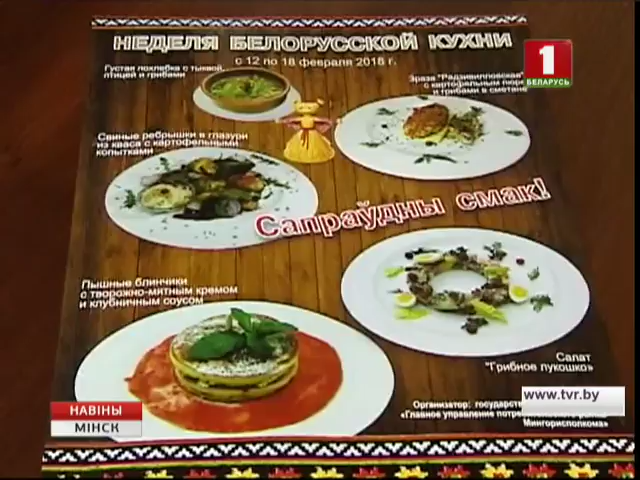 НЕДЕЛЯ БЕЛОРУССКОЙ КУХНИ
с 12 по 18 февраля 2018 г.
1
БЕЛАРУСЬ
Густая похлебка с тыквой,
птицей и грибами
Зраза "Радзивилловская"
с картофельным пюре
и грибами в сметане
Свиные ребрышки в глазури
из кваса с картофельными
копытками
Сапраўдны смак!
Пышные блинчики
с творожно-мятным кремом
и клубничным соусом
Салат
"Грибное лукошко»
www.tvr.by
Организатор:
«Главное управление
Мингорисполкома»
НАВІНЫ
МІНСК